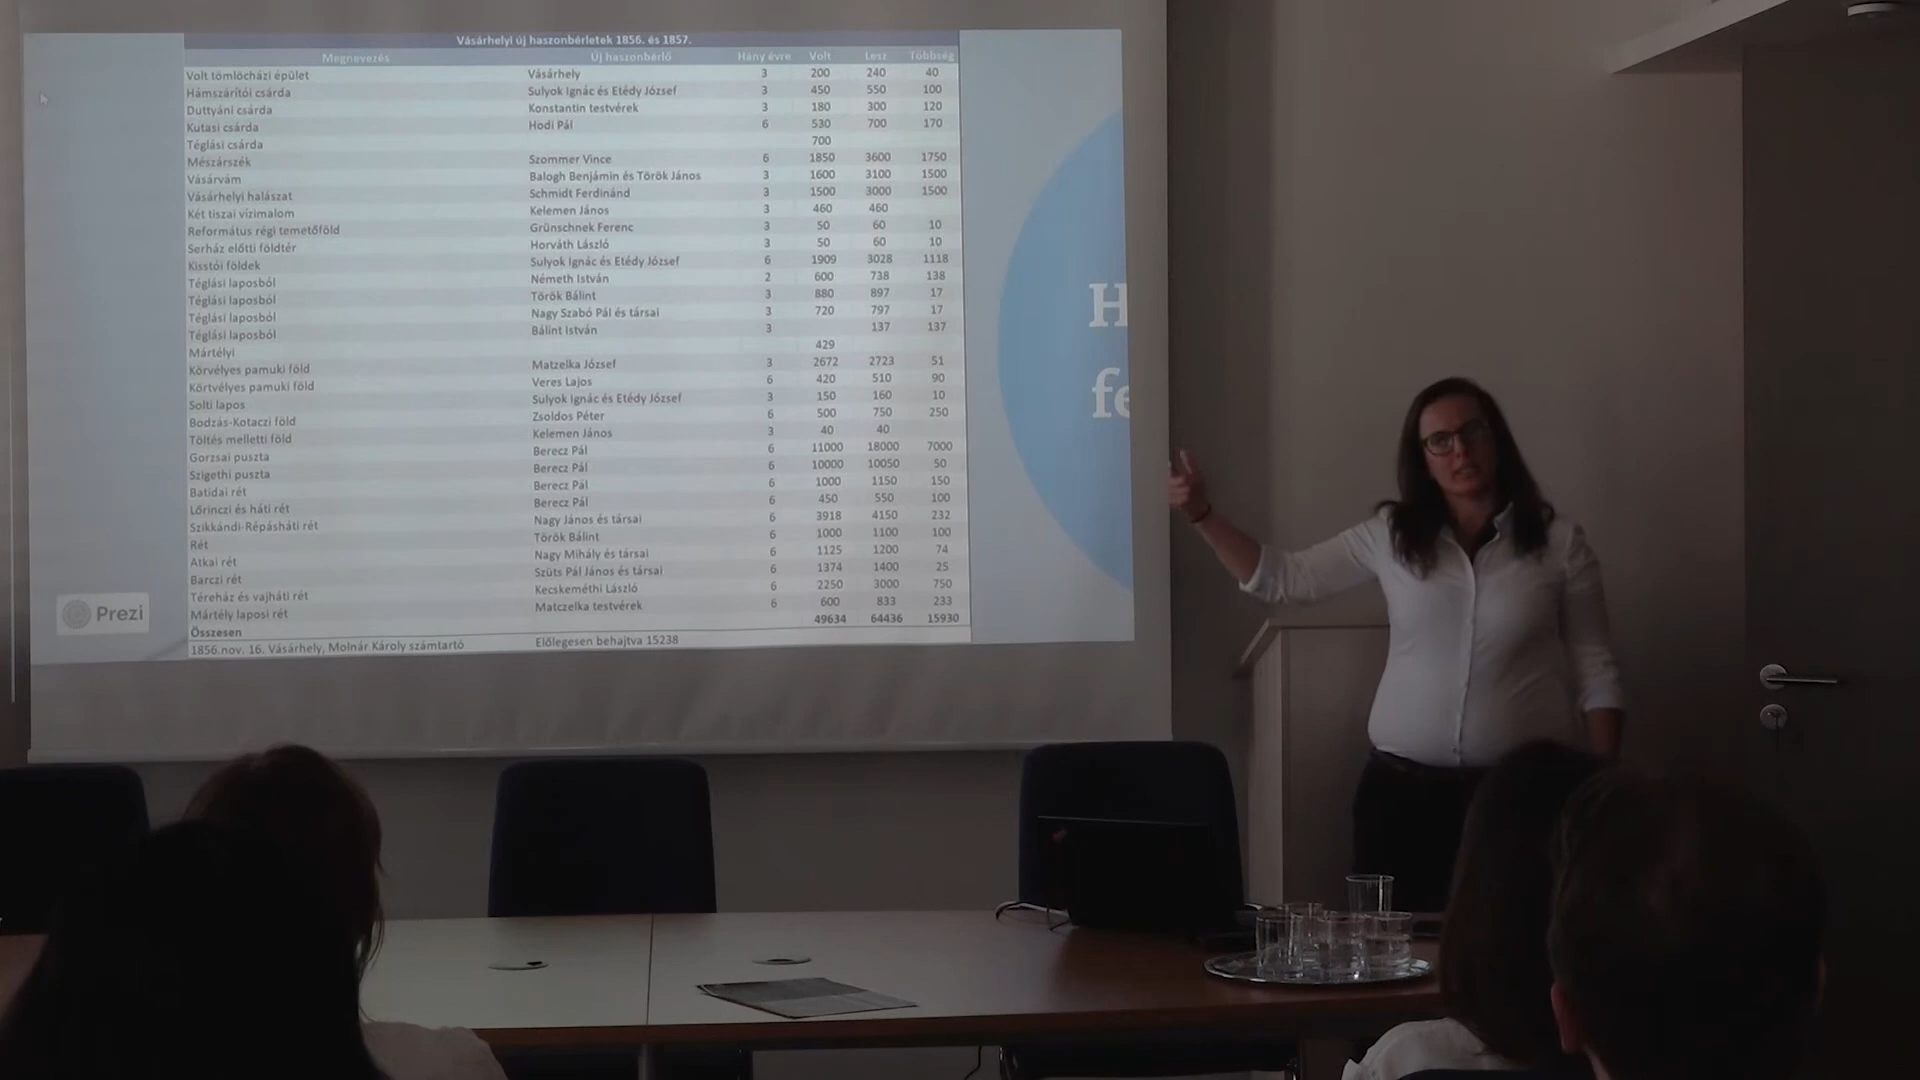 Vásárhelyi új haszonbérletek 1856. és 1857.
Megnevezés Új haszonbérlő Hány évre Volt Lesz Többség
Volt tömlöcházi épület Vásárhely 3 200 240 40
Hámszárítói csárda Sulyok Ignác és Etédy József 3 450 550 100
Duttyáni csárda Konstantin testvérek 3 180 300 120
Kutasi csárda Hodi Pál 6 530 700 170
Téglási csárda 700
Mészárszék Szommer Vince 6 1850 3600 1750
Vásárvám Balogh Benjámin és Török János 3 1600 3100 1500
Vásárhelyi halászat Schmidt Ferdinánd 3 1500 3000 1500
Két tiszai vízimalom Kelemen János 3 460 460
Református régi temetőföld Grünschnek Ferenc 3 50 60 10
Serház előtti földtér Horváth László 3 50 60 10
Kisstói földek Sulyok Ignác és Etédy József 6 1909 3028 1118
Téglási laposból Németh István 2 600 738 138
Téglási laposból Török Bálint 3 880 897 17
Téglási laposból Nagy Szabó Pál és társai 3 720 797 17
Téglási laposból Bálint István 3 137 137
Mártélyi 429
Körvélyes pamuki föld Matzelka József 3 2672 2723 51
Körtvélyes pamuki föld Veres Lajos 6 420 510 90
Solti lapos Sulyok Ignác és Etédy József 3 150 160 10
Bodzás-Kotaczi föld Zsoldos Péter 6 500 750 250
Töltés melletti föld Kelemen János 3 40 40
Gorzsai puszta Berecz Pál 6 11000 18000 7000
Szigethi puszta Berecz Pál 6 10000 10050 50
Batidai rét Berecz Pál 6 1000 1150 150
Lőrinczi és háti rét Berecz Pál 6 450 550 100
Szikkándi-Répásháti rét Nagy János és társai 6 3918 4150 232
Rét Török Bálint 6 1000 1100 100
Atkai rét Nagy Mihály és társai 6 1125 1200 74
Barczi rét Szüts Pál János és társai 6 1374 1400 25
Téreház és vajháti rét Kecskeméthi László 6 2250 3000 750
Mártély laposi rét Matczelka testvérek 6 600 833 233
Összesen 49634 64436 15930
1856.nov. 16. Vásárhely, Molnár Károly számtartó Előlegesen behajtva 15238
H
fe
Prezi